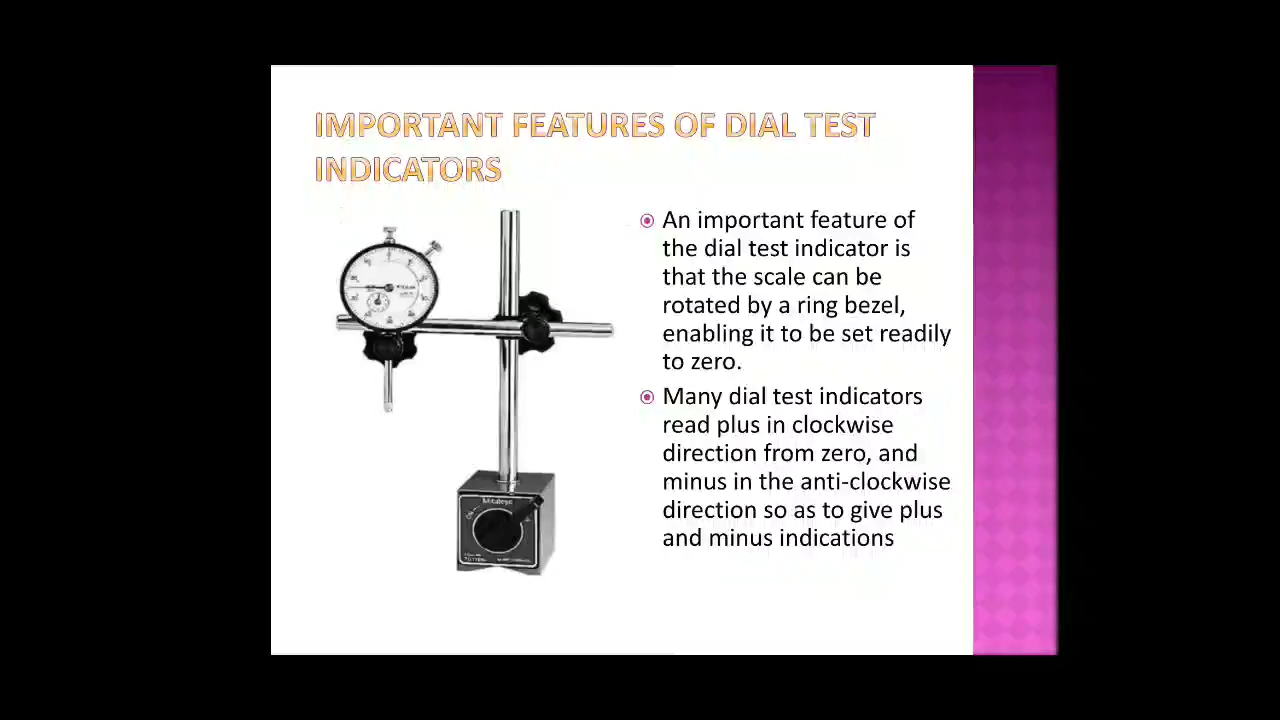 IMPORTANT FEATURES OF DIAL TEST
INDICATORS
An important feature of
the dial test indicator is
that the scale can be
rotated by a ring bezel,
enabling it to be set readily
to zero.
Many dial test indicators
read plus in clockwise
direction from zero, and
minus in the anti-clockwise
direction so as to give plus
and minus indications
Mitutoyo